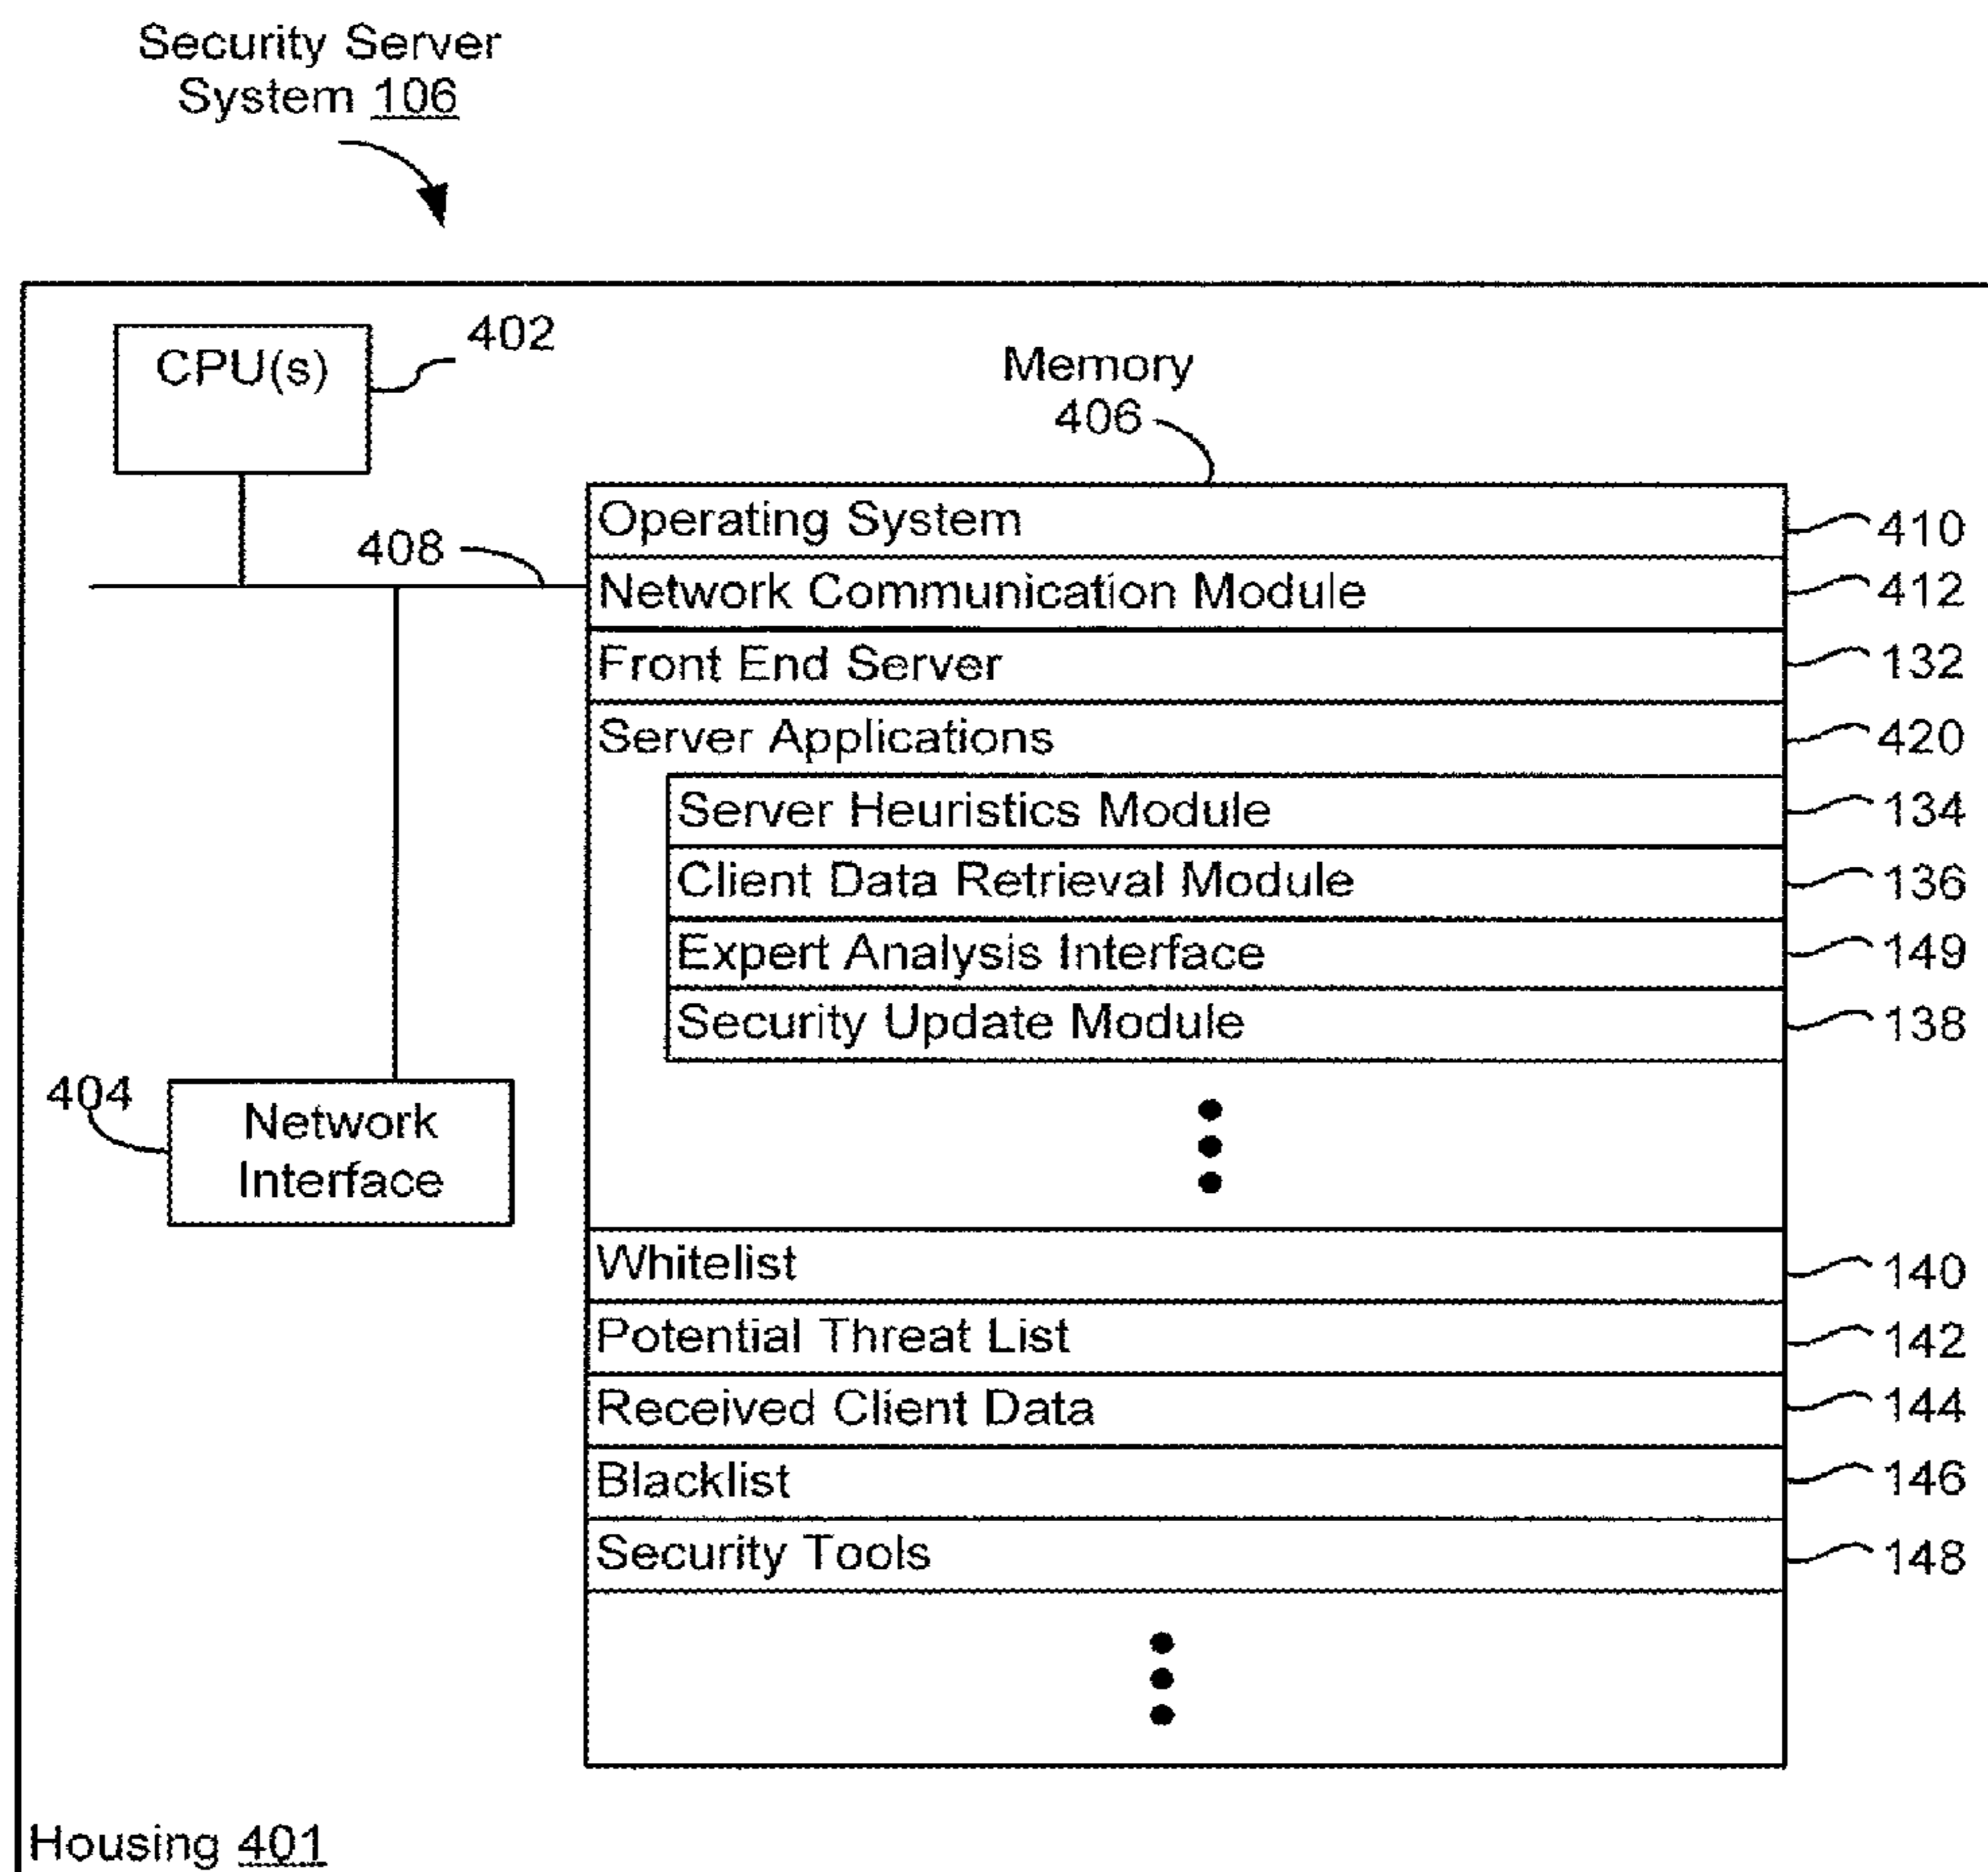 Security Server
System 106
CPU(s)
402
Memory
406
408
Operating System 410
Network Communication Module 412
Front End Server 132
Server Applications 420
Server Heuristics Module 134
Client Data Retrieval Module 136
Expert Analysis Interface 149
Security Update Module 138
404
Network
Interface
Whitelist 140
Potential Threat List 142
Received Client Data 144
Blacklist 146
Security Tools 148
Housing 401